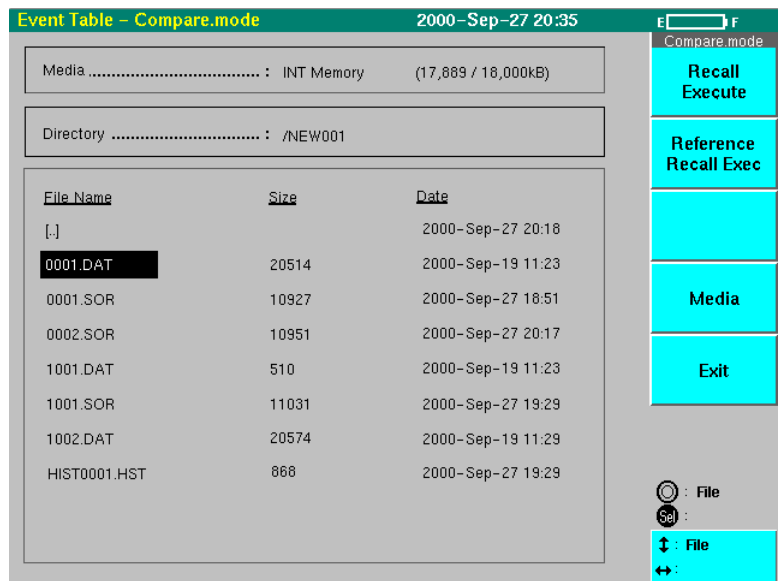 Event Table – Compare.mode 2000–Sep–27 20:35 E F
Compare.mode
Media ................................... : INT Memory (17,889 / 18,000kB)
Directory .............................. : /NEW001
File Name Size Date
[..] 2000–Sep–27 20:18
0001.DAT 20514 2000–Sep–19 11:23
0001.SOR 10927 2000–Sep–27 18:51
0002.SOR 10951 2000–Sep–27 20:17
1001.DAT 510 2000–Sep–19 11:23
1001.SOR 11031 2000–Sep–27 19:29
1002.DAT 20574 2000–Sep–19 11:29
HIST0001.HST 868 2000–Sep–27 19:29
Recall
Execute
Reference
Recall Exec
Media
Exit
: File
Sel :
↕ : File
↔ :